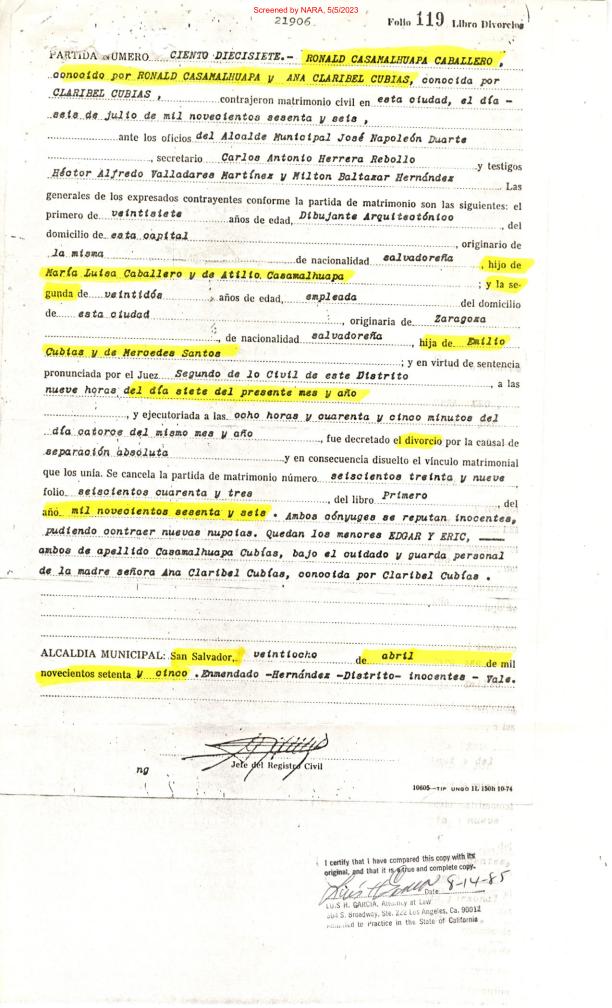 Screened by NARA, 5/5/2023
21906
Folio 119 Libro Divorcios
PARTIDA NUMERO CIENTO DIECISIETE.- RONALD CASAMALHUAPA CABALLERO,
conocido por RONALD CASAMALHUAPA y ANA CLARIBEL CUBIAS, conocida por
CLARIBEL CUBIAS, contrajeron matrimonio civil en esta ciudad, el día -
seis de julio de mil novecientos sesenta y seis,
ante los oficios del Alcalde Municipal José Napoleón Duarte
, secretario Carlos Antonio Herrera Rebollo y testigos
Héctor Alfredo Valladares Martínez y Milton Baltazar Hernández . Las
generales de los expresados contrayentes conforme la partida de matrimonio son las siguientes: el
primero de veintisiete años de edad, Dibujante Arquitectónico , del
domicilio de esta capital , originario de
la misma de nacionalidad salvadoreña , hijo de
María Luisa Caballero y de Atilio Casamalhuapa ; y la se-
gunda de veintidós años de edad, empleada del domicilio
de esta ciudad , originaria de Zaragoza
, de nacionalidad salvadoreña , hija de Emilio
Cubías y de Mercedes Santos ; y en virtud de sentencia
pronunciada por el Juez Segundo de lo Civil de este Distrito , a las
nueve horas del día siete del presente mes y año
, y ejecutoriada a las ocho horas y cuarenta y cinco minutos del
día catorce del mismo mes y año , fue decretado el divorcio por la causal de
separación absoluta y en consecuencia disuelto el vínculo matrimonial
que los unía. Se cancela la partida de matrimonio número seiscientos treinta y nueve
folio seiscientos cuarenta y tres , del libro Primero , del
año mil novecientos sesenta y seis . Ambos cónyuges se reputan inocentes,
pudiendo contraer nuevas nupcias. Quedan los menores EDGAR Y ERIC,
ambos de apellido Casamalhuapa Cubías, bajo el cuidado y guarda personal
de la madre señora Ana Claribel Cubías, conocida por Claribel Cubías .
ALCALDIA MUNICIPAL: San Salvador, veintiocho de abril de mil
novecientos setenta y cinco .Enmendado -Hernández -Distrito- inocentes - Vale.
Jefe del Registro Civil
ng
10605—TIP UNGO 1L 150h 10-74
I certify that I have compared this copy with its
original, and that it is a true and complete copy.
Date 8-14-85
LUIS H. GARCIA, Attorney at Law
304 S. Broadway, Ste. 222 Los Angeles, Ca. 90012
Admitted to Practice in the State of California